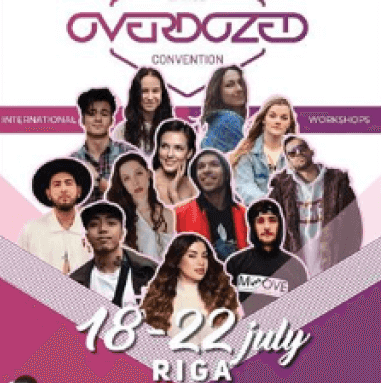 OVERDOZED
CONVENTION
INTERNATIONAL
WORKSHOPS
MOVE
18-22 july
RIGA